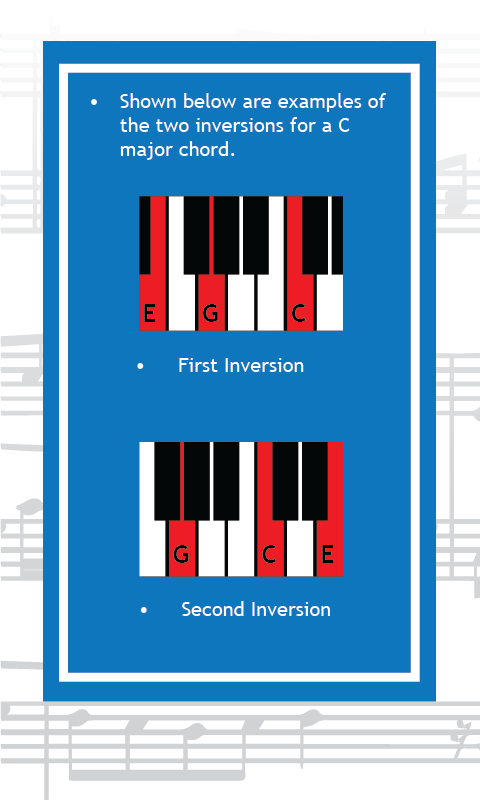 • Shown below are examples of
the two inversions for a C
major chord.
E G C
• First Inversion
G C E
• Second Inversion